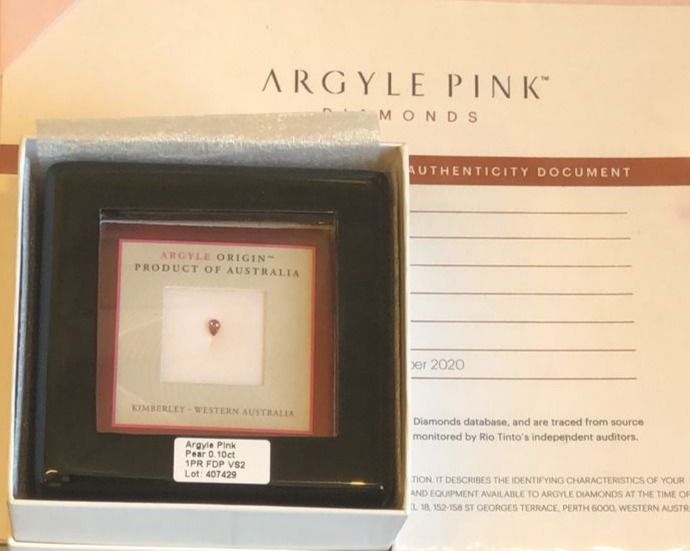 ARGYLE PINK™
DIAMONDS
AUTHENTICITY DOCUMENT
ARGYLE ORIGIN™
PRODUCT OF AUSTRALIA
KIMBERLEY - WESTERN AUSTRALIA
Argyle Pink
Pear 0.10ct
1PR FDP VS2
Lot: 407429
ber 2020
Diamonds database, and are traced from source
monitored by Rio Tinto's independent auditors.
TION. IT DESCRIBES THE IDENTIFYING CHARACTERISTICS OF YOUR
AND EQUIPMENT AVAILABLE TO ARGYLE DIAMONDS AT THE TIME OF
EL 18, 152-158 ST GEORGES TERRACE, PERTH 6000, WESTERN AUSTR